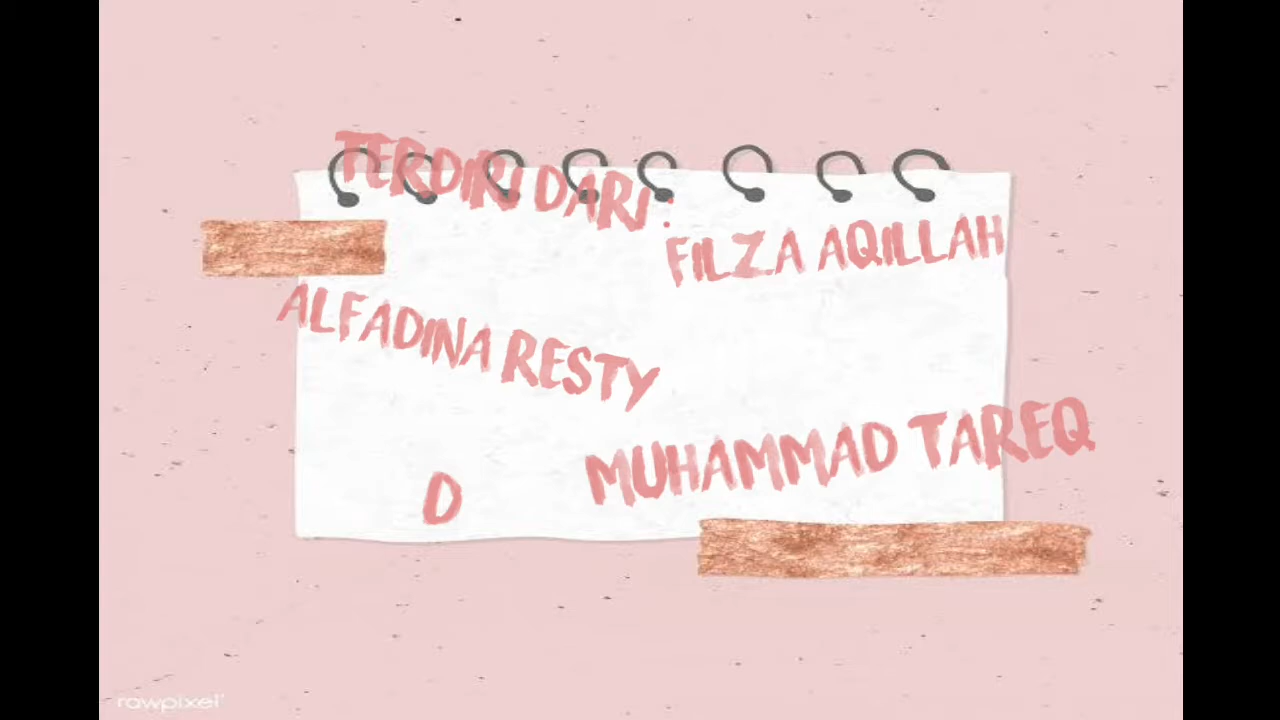 TERDIRI DARI :
FILZA AQILLAH
ALFADINA RESTY
MUHAMMAD TAREQ
D
rawpixel